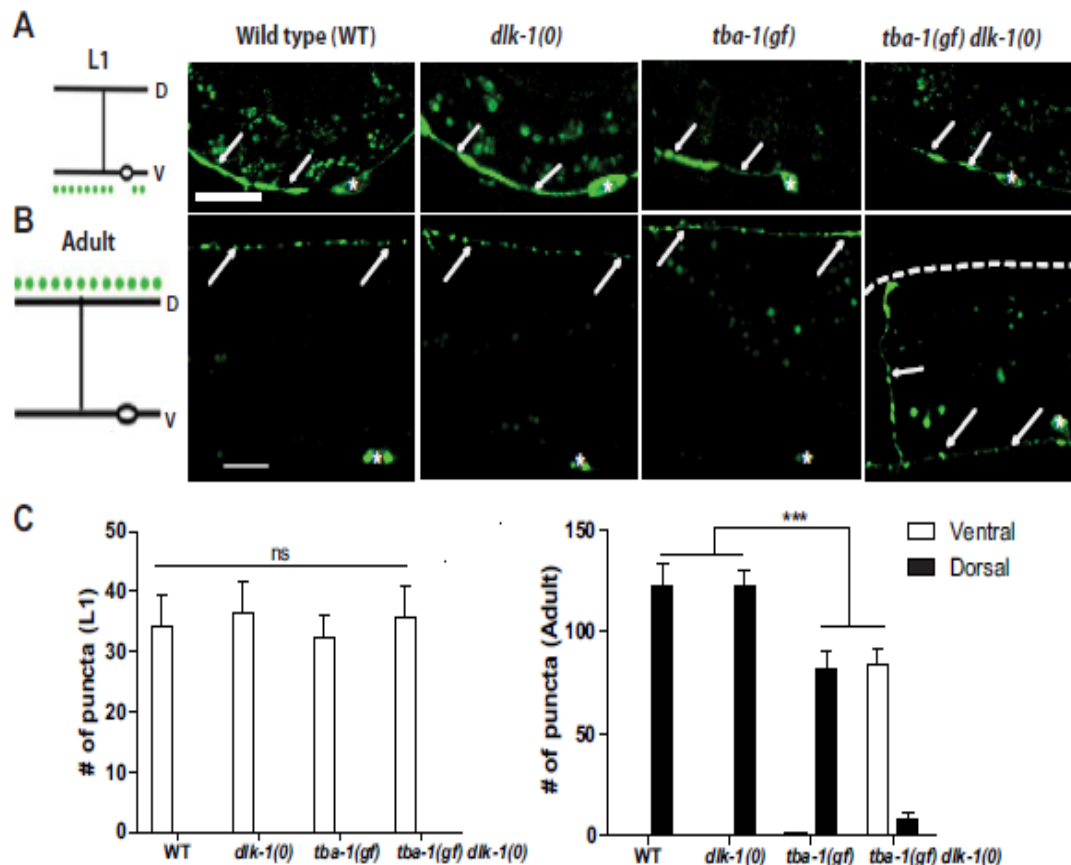 A
Wild type (WT)
dlk-1(0)
tba-1(gf)
tba-1(gf) dlk-1(0)
L1
D
V
*
*
*
*
B
Adult
D
V
*
*
*
*
C
# of puncta (L1)
50
40
30
20
10
0
ns
WT
dlk-1(0)
tba-1(gf)
tba-1(gf) dlk-1(0)
# of puncta (Adult)
150
100
50
0
***
Ventral
Dorsal
WT
dlk-1(0)
tba-1(gf)
tba-1(gf) dlk-1(0)